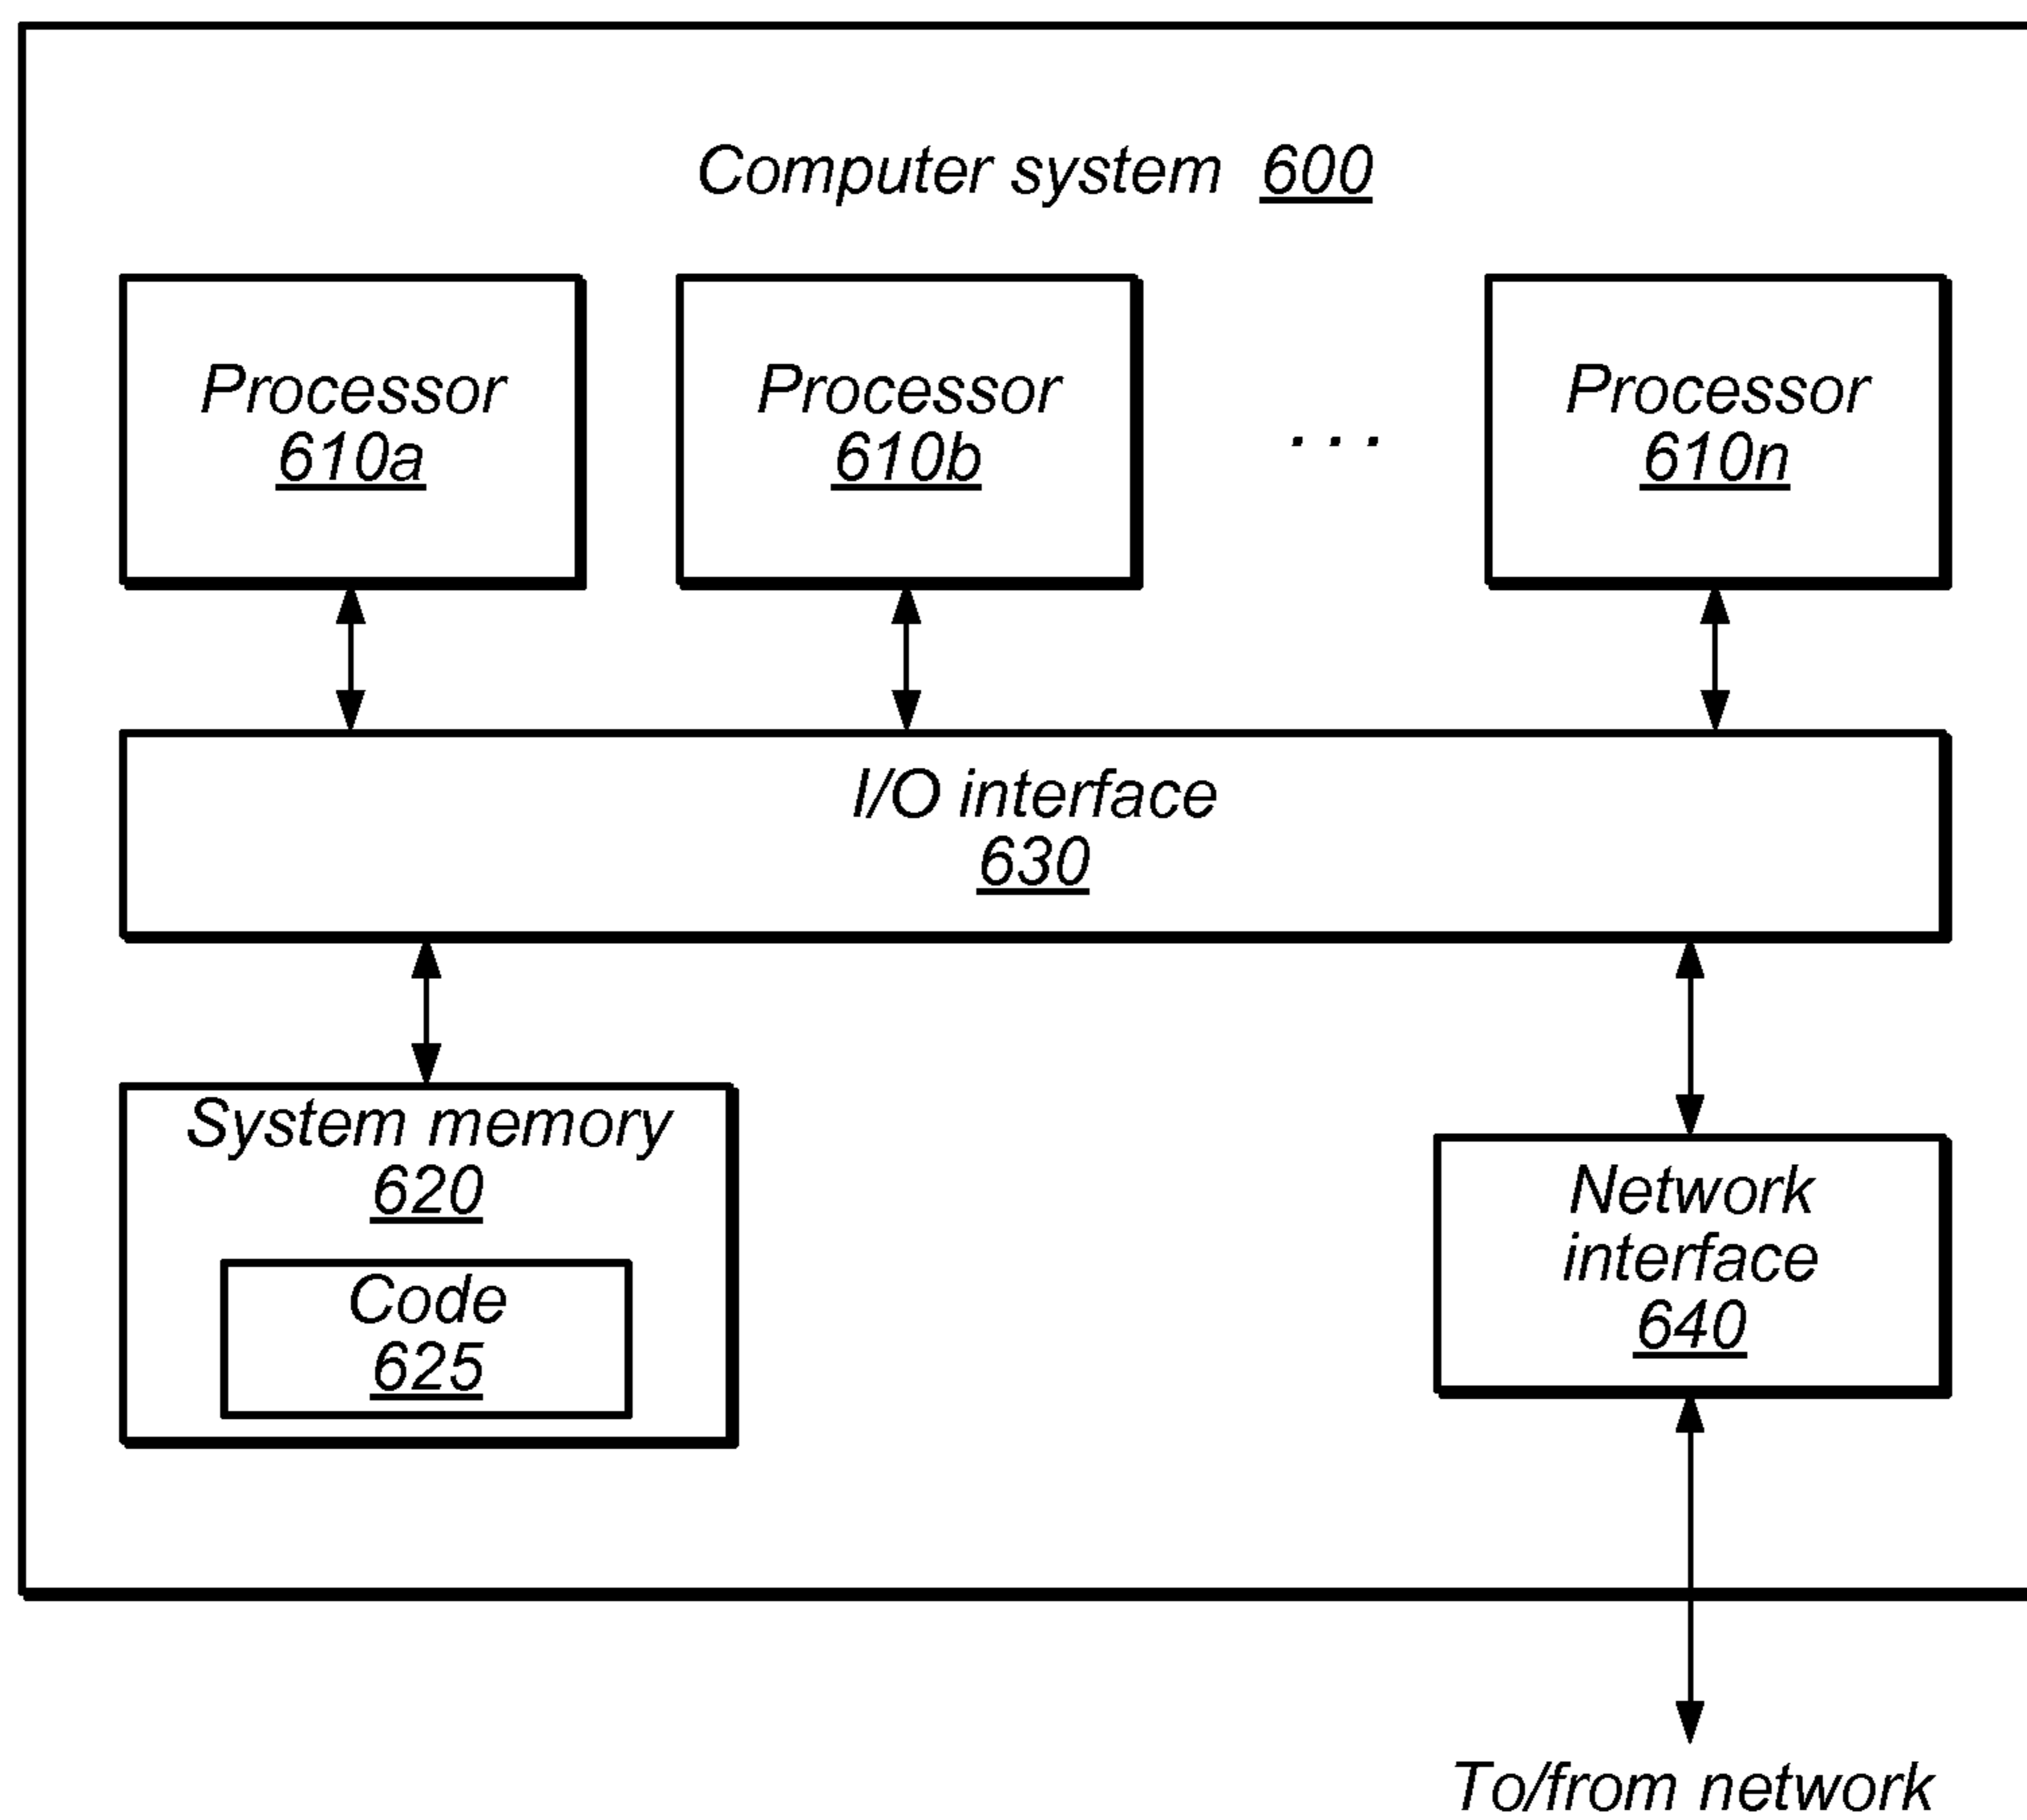 Computer system 600
Processor
610a
Processor
610b
. . .
Processor
610n
I/O interface
630
System memory
620
Code
625
Network
interface
640
To/from network